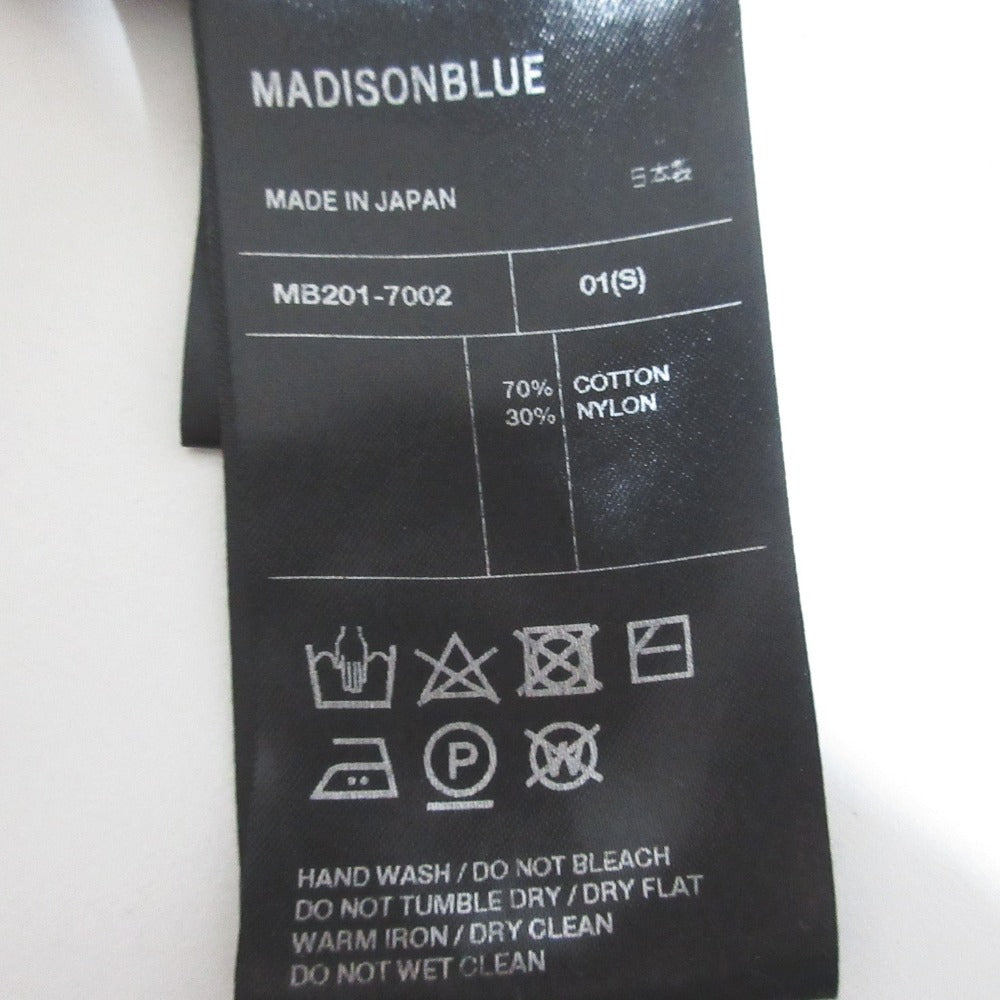 MADISONBLUE
MADE IN JAPAN 日本製
MB201-7002 01(S)
70% COTTON
30% NYLON
P
W
HAND WASH / DO NOT BLEACH
DO NOT TUMBLE DRY / DRY FLAT
WARM IRON / DRY CLEAN
DO NOT WET CLEAN